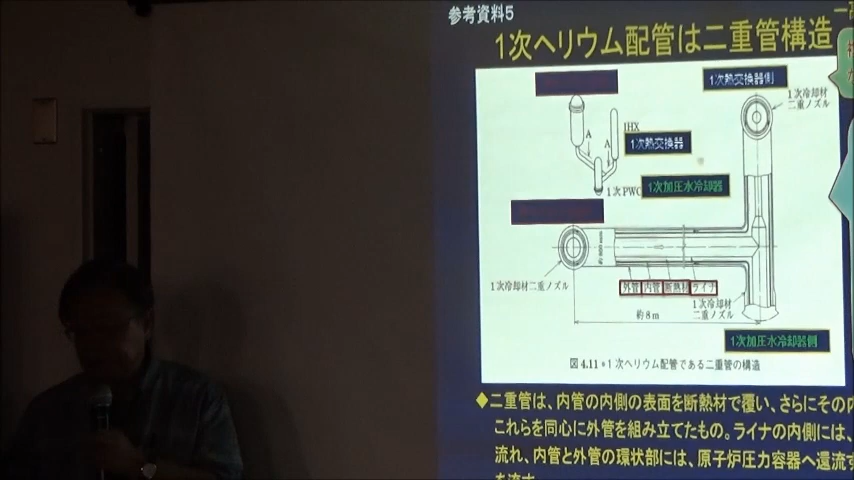 参考資料5
1次ヘリウム配管は二重管構造
1次熱交換器側
1次冷却材
二重ノズル
IHX
A
A
1次熱交換器
1次PWC
1次加圧水冷却器
1次冷却材二重ノズル
外管 内管 断熱材 ライナ
1次冷却材
二重ノズル
約8m
1次加圧水冷却器側
図4.11 1次ヘリウム配管である二重管の構造
◆二重管は、内管の内側の表面を断熱材で覆い、さらにその内
これらを同心に外管を組み立てたもの。ライナの内側には、
流れ、内管と外管の環状部には、原子炉圧力容器へ還流す
を流す